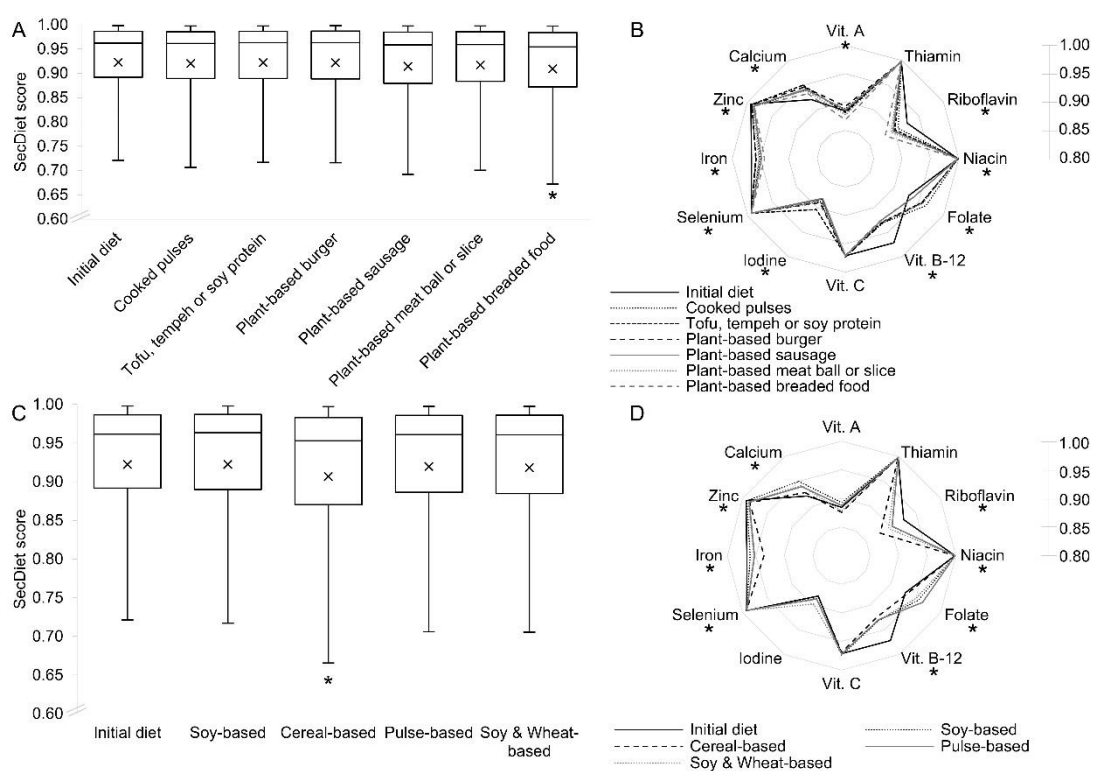 A
SecDiet score
1.00
0.95
0.90
0.85
0.80
0.75
0.70
0.65
0.60
*
Initial diet
Cooked pulses
Tofu, tempeh or soy protein
Plant-based burger
Plant-based sausage
Plant-based meat ball or slice
Plant-based breaded food
B
Vit. A
*
Thiamin
Riboflavin
*
Niacin
*
Folate
*
Vit. B-12
*
Vit. C
Iodine
*
Selenium
*
Iron
*
Zinc
*
Calcium
*
1.00
0.95
0.90
0.85
0.80
Initial diet
Cooked pulses
Tofu, tempeh or soy protein
Plant-based burger
Plant-based sausage
Plant-based meat ball or slice
Plant-based breaded food
C
SecDiet score
1.00
0.95
0.90
0.85
0.80
0.75
0.70
0.65
0.60
*
Initial diet
Soy-based
Cereal-based
Pulse-based
Soy & Wheat-
based
D
Vit. A
Thiamin
Riboflavin
*
Niacin
*
Folate
*
Vit. B-12
*
Vit. C
Iodine
Selenium
*
Iron
*
Zinc
*
Calcium
*
1.00
0.95
0.90
0.85
0.80
Initial diet
Cereal-based
Soy & Wheat-based
Soy-based
Pulse-based